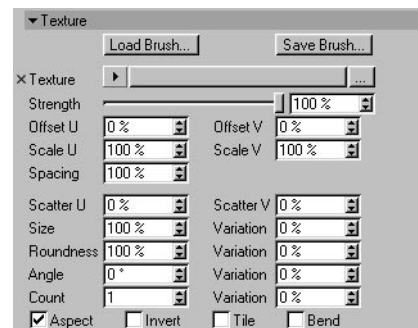 Texture
Load Brush... Save Brush...
Texture ...
Strength 100 %
Offset U 0 % Offset V 0 %
Scale U 100 % Scale V 100 %
Spacing 100 %
Scatter U 0 % Scatter V 0 %
Size 100 % Variation 0 %
Roundness 100 % Variation 0 %
Angle 0 ° Variation 0 %
Count 1 Variation 0 %
Aspect Invert Tile Bend